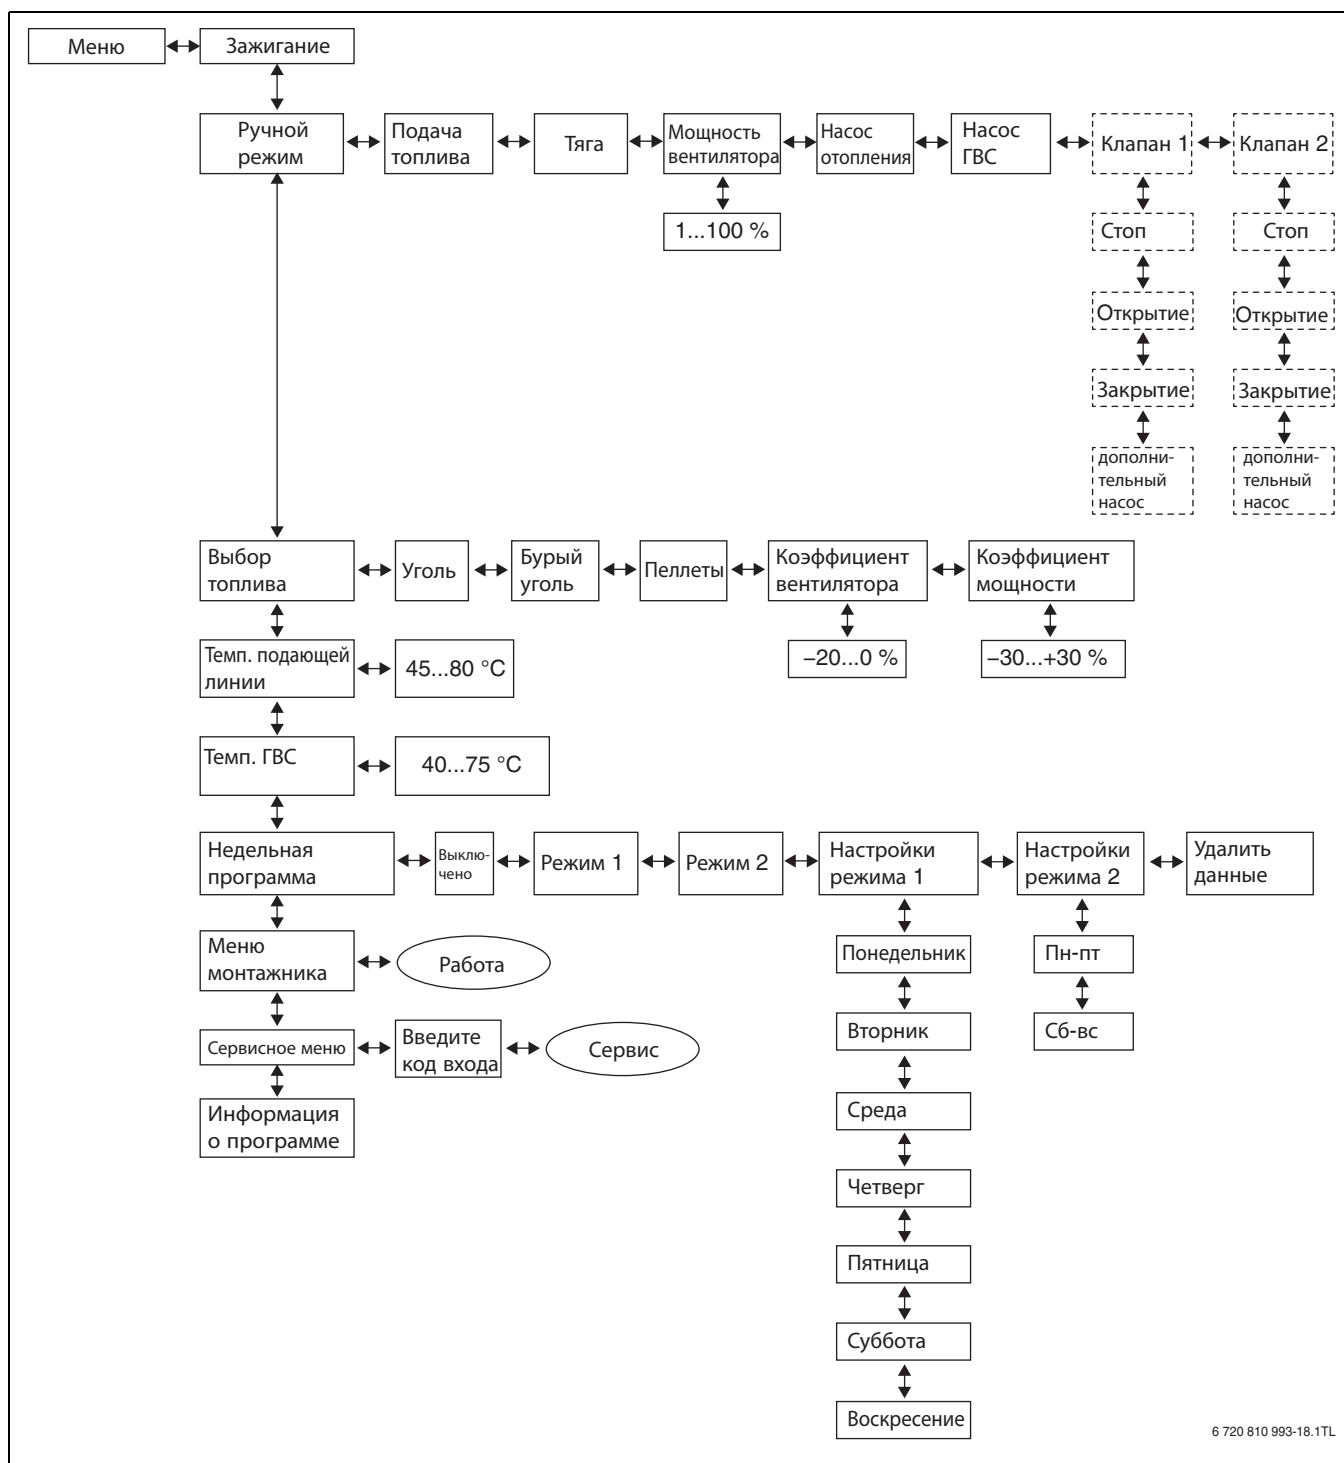 Меню
Зажигание
Ручной
режим
Подача
топлива
Тяга
Мощность
вентилятора
Насос
отопления
Насос
ГВС
Клапан 1
Клапан 2
1...100 %
Стоп
Стоп
Открытие
Открытие
Закрытие
Закрытие
дополни-
тельный
насос
дополни-
тельный
насос
Выбор
топлива
Уголь
Бурый
уголь
Пеллеты
Коэффициент
вентилятора
Коэффициент
мощности
–20...0 %
–30...+30 %
Темп. подающей
линии
45...80 °C
Темп. ГВС
40...75 °C
Недельная
программа
Выклю-
чено
Режим 1
Режим 2
Настройки
режима 1
Настройки
режима 2
Удалить
данные
Меню
монтажника
Работа
Понедельник
Пн-пт
Сервисное меню
Введите
код входа
Сервис
Вторник
Сб-вс
Информация
о программе
Среда
Четверг
Пятница
Суббота
Воскресение
6 720 810 993-18.1TL